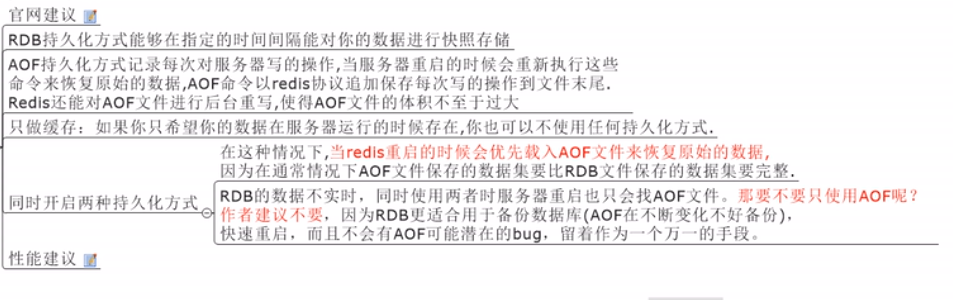 官网建议
RDB持久化方式能够在指定的时间间隔能对你的数据进行快照存储
AOF持久化方式记录每次对服务器写的操作,当服务器重启的时候会重新执行这些
命令来恢复原始的数据,AOF命令以redis协议追加保存每次写的操作到文件末尾.
Redis还能对AOF文件进行后台重写,使得AOF文件的体积不至于过大
只做缓存：如果你只希望你的数据在服务器运行的时候存在,你也可以不使用任何持久化方式.
同时开启两种持久化方式
在这种情况下,当redis重启的时候会优先载入AOF文件来恢复原始的数据,
因为在通常情况下AOF文件保存的数据集要比RDB文件保存的数据集要完整.
RDB的数据不实时，同时使用两者时服务器重启也只会找AOF文件。那要不要只使用AOF呢？
作者建议不要，因为RDB更适合用于备份数据库(AOF在不断变化不好备份)，
快速重启，而且不会有AOF可能潜在的bug，留着作为一个万一的手段。
性能建议